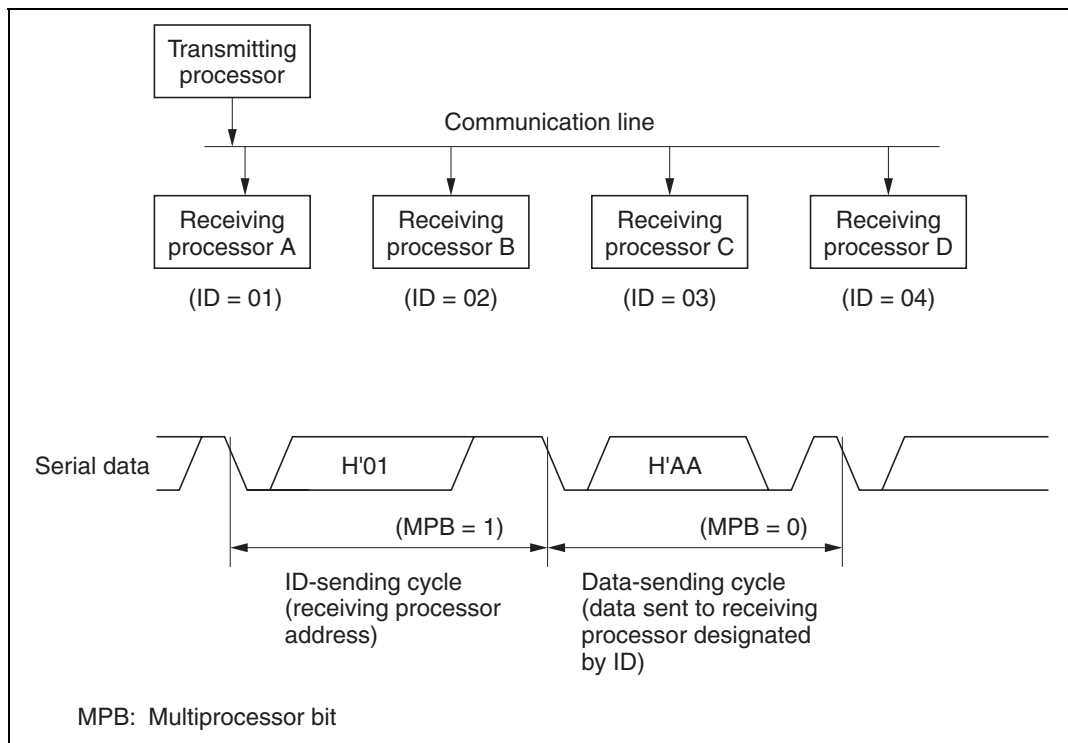 Transmitting
processor
Communication line
Receiving
processor A
Receiving
processor B
Receiving
processor C
Receiving
processor D
(ID = 01)
(ID = 02)
(ID = 03)
(ID = 04)
Serial data
H'01
H'AA
(MPB = 1)
(MPB = 0)
ID-sending cycle
(receiving processor
address)
Data-sending cycle
(data sent to receiving
processor designated
by ID)
MPB: Multiprocessor bit